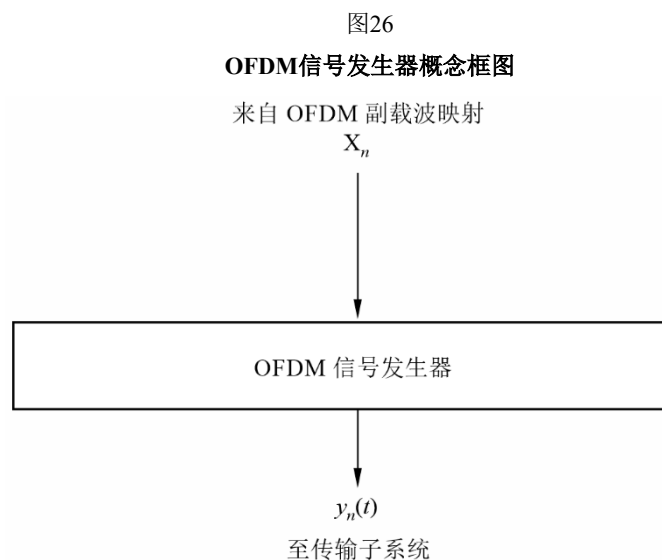 图26
OFDM信号发生器概念框图
来自 OFDM 副载波映射
Xn
OFDM 信号发生器
yn(t)
至传输子系统